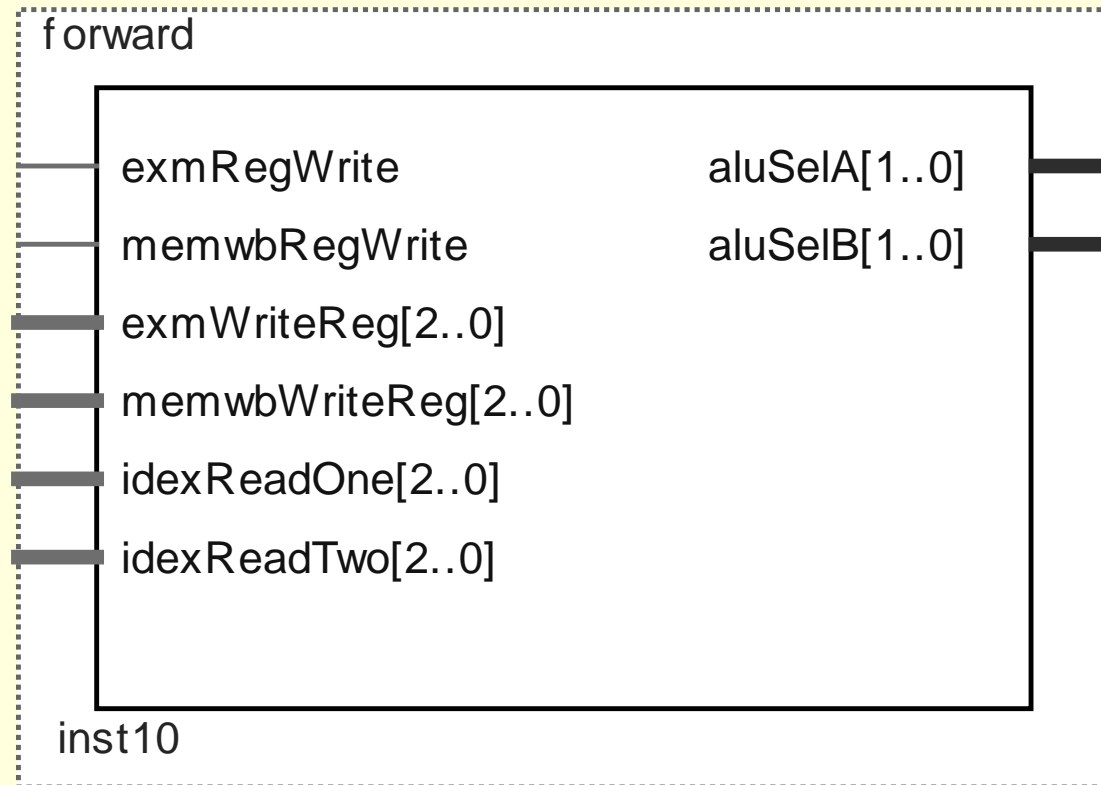 forward
exmRegWrite aluSelA[1..0]
memwbRegWrite aluSelB[1..0]
exmWriteReg[2..0]
memwbWriteReg[2..0]
idexReadOne[2..0]
idexReadTwo[2..0]
inst10